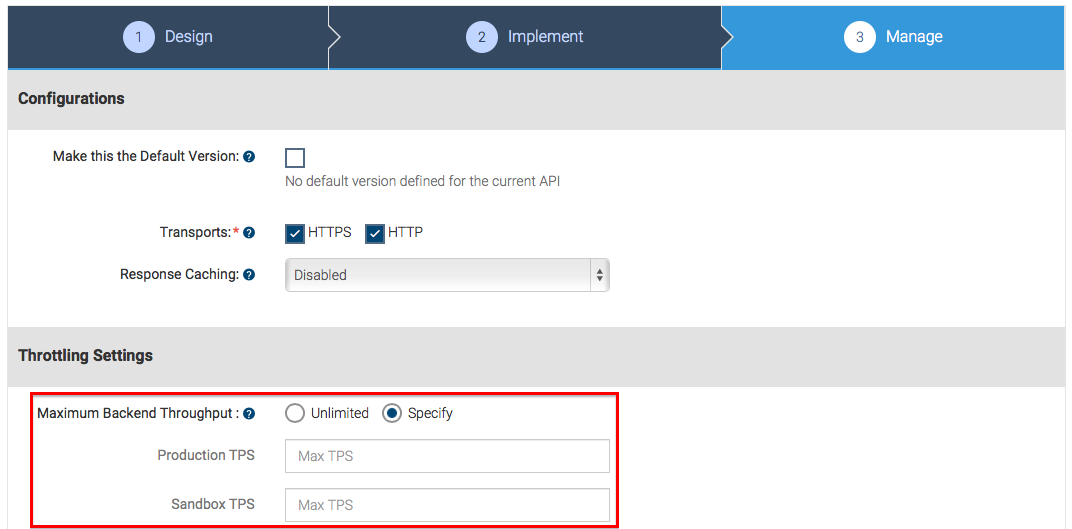 1 Design 2 Implement 3 Manage
Configurations
Make this the Default Version: ?
No default version defined for the current API
Transports:* ? HTTPS HTTP
Response Caching: ? Disabled
Throttling Settings
Maximum Backend Throughput : ? Unlimited Specify
Production TPS Max TPS
Sandbox TPS Max TPS